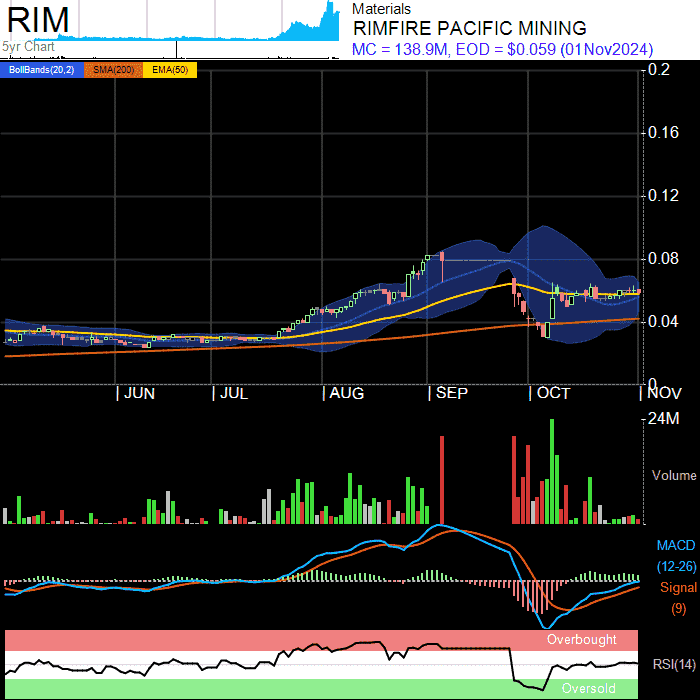 RIM
Materials
RIMFIRE PACIFIC MINING
5yr Chart
MC = 138.9M, EOD = $0.059 (01Nov2024)
BollBands(20,2) SMA(200) EMA(50)
0.2
0.16
0.12
0.08
0.04
0
JUN JUL AUG SEP OCT NOV
24M
Volume
MACD
(12-26)
Signal
(9)
Overbought
RSI(14)
Oversold